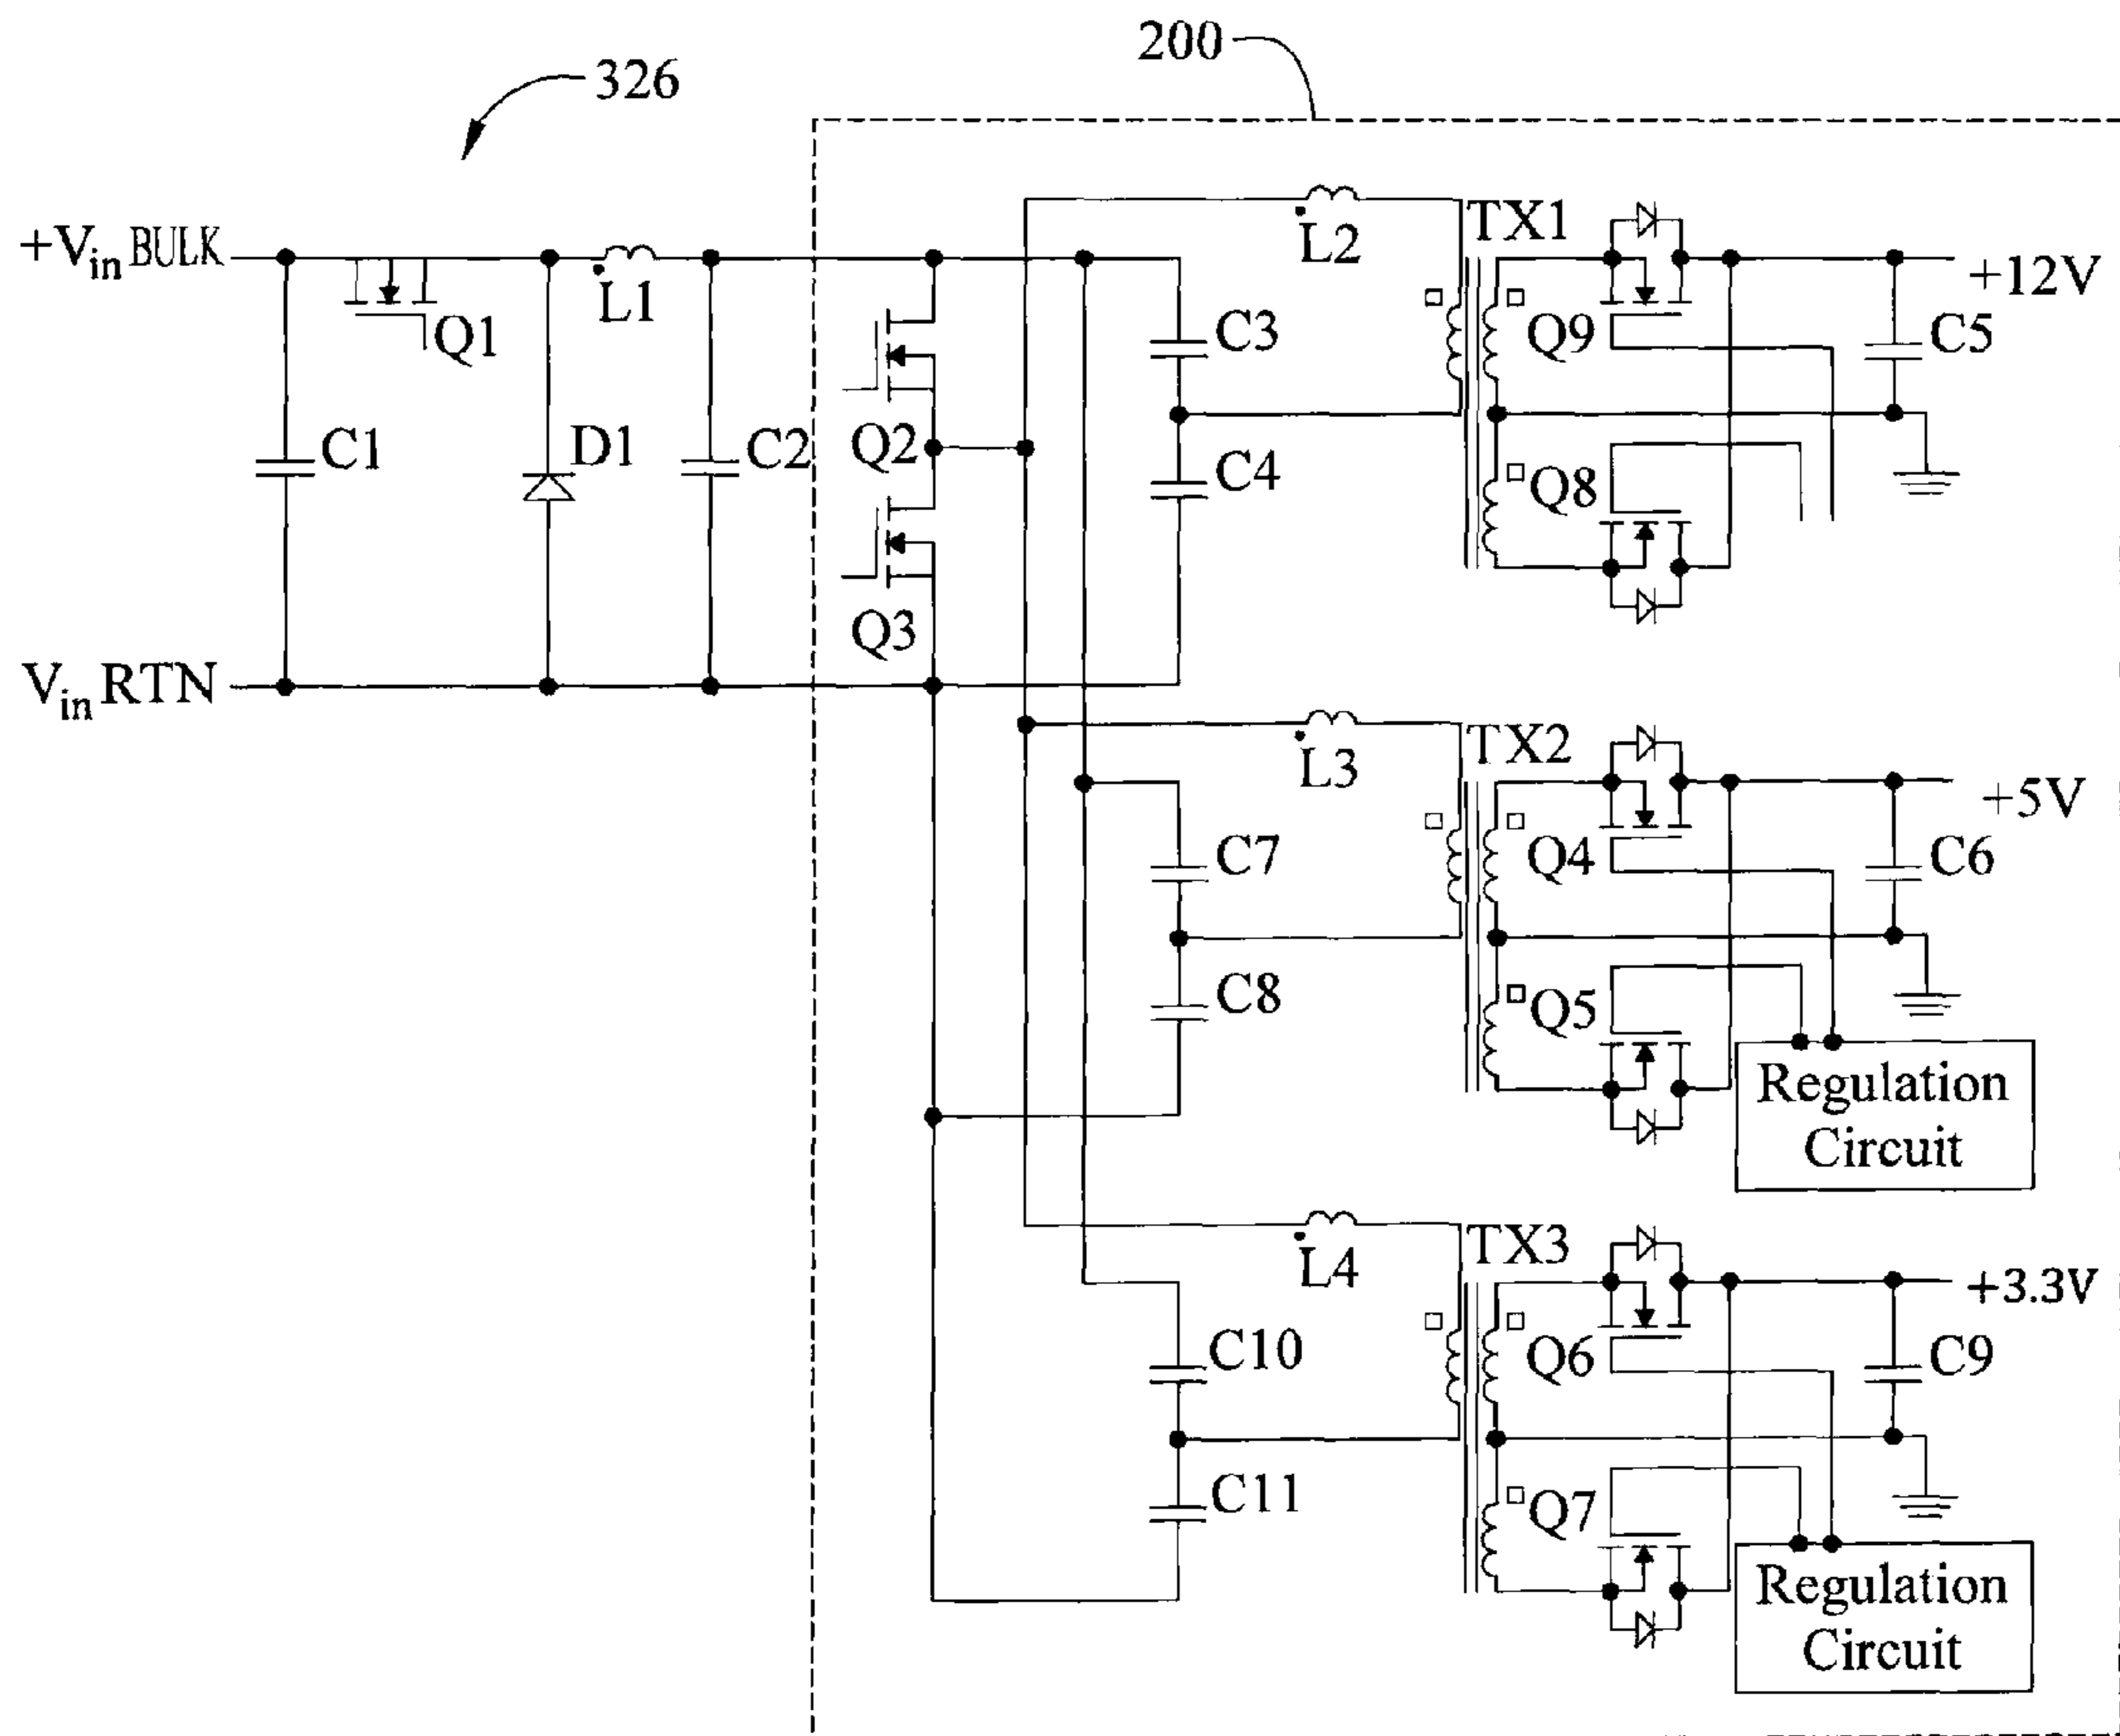 200
326
+Vin BULK
Q1
L1
C1
D1
C2
Vin RTN
Q2
Q3
C3
C4
L2
TX1
Q9
Q8
+12V
C5
L3
TX2
C7
C8
Q4
Q5
+5V
C6
Regulation
Circuit
L4
TX3
C10
C11
Q6
Q7
+3.3V
C9
Regulation
Circuit